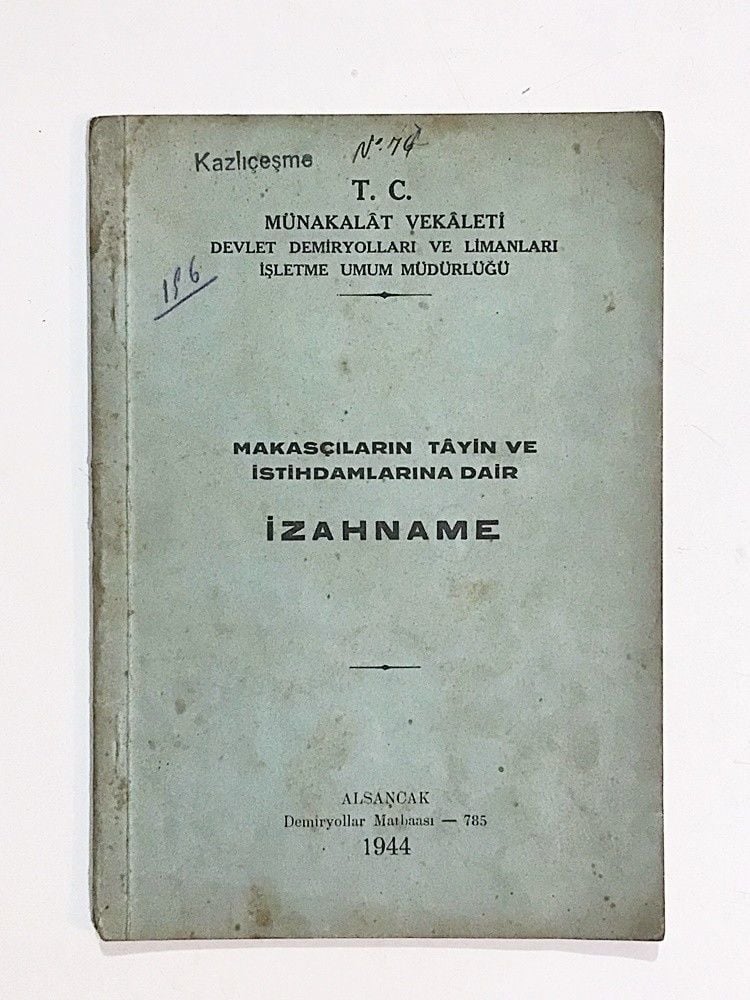 Kazlıçeşme
T. C.
MÜNAKALÂT VEKÂLETİ
DEVLET DEMİRYOLLARI VE LİMANLARI
İŞLETME UMUM MÜDÜRLÜĞÜ
MAKASÇILARIN TÂYİN VE
İSTİHDAMLARINA DAİR
İZAHNAME
ALSANCAK
Demiryollar Matbaası — 785
1944